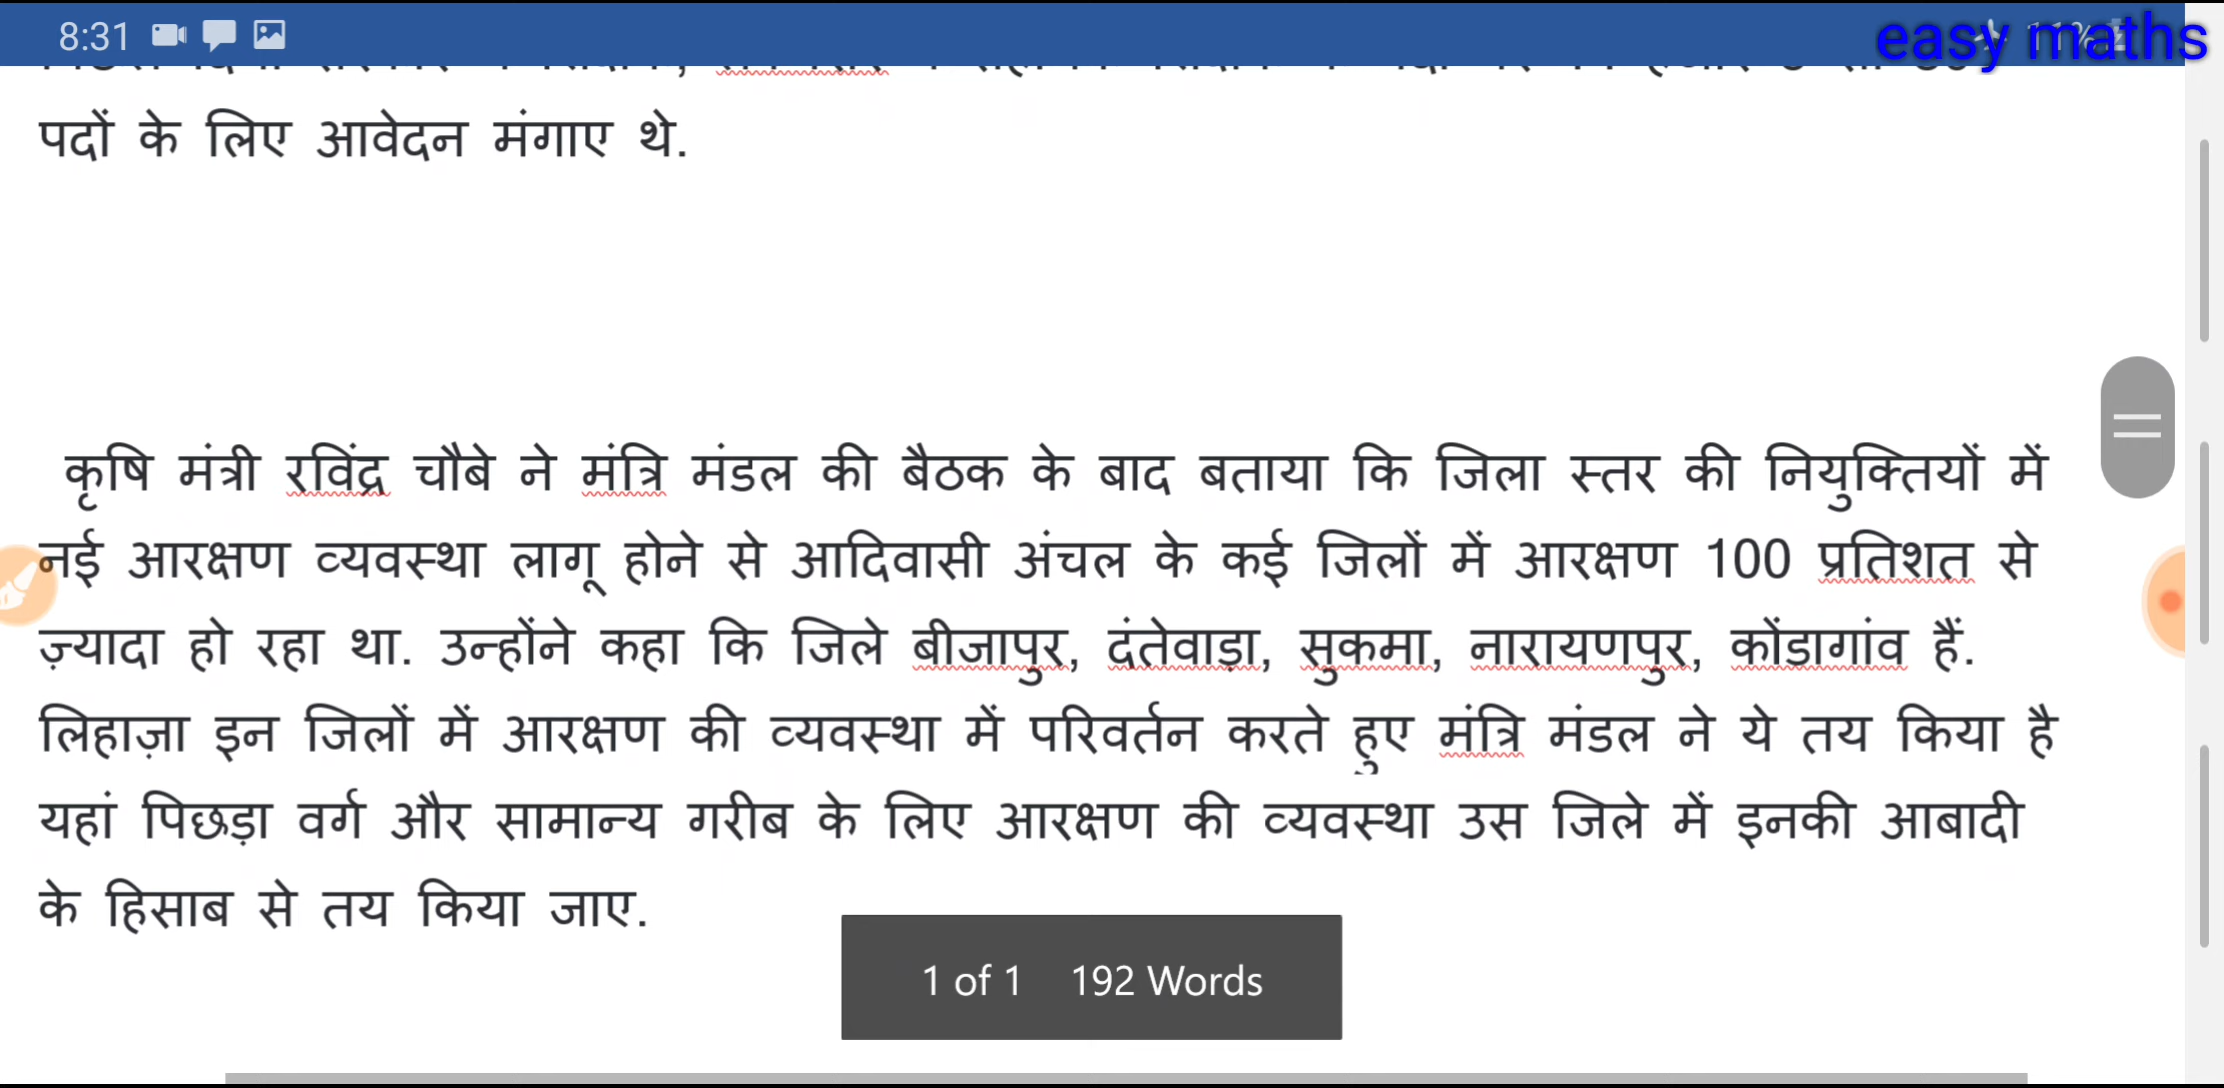 8:31
easy maths
11%
पदों के लिए आवेदन मंगाए थे.
कृषि मंत्री रविंद्र चौबे ने मंत्रि मंडल की बैठक के बाद बताया कि जिला स्तर की नियुक्तियों में
नई आरक्षण व्यवस्था लागू होने से आदिवासी अंचल के कई जिलों में आरक्षण 100 प्रतिशत से
ज़्यादा हो रहा था. उन्होंने कहा कि जिले बीजापुर, दंतेवाड़ा, सुकमा, नारायणपुर, कोंडागांव हैं.
लिहाज़ा इन जिलों में आरक्षण की व्यवस्था में परिवर्तन करते हुए मंत्रि मंडल ने ये तय किया है
यहां पिछड़ा वर्ग और सामान्य गरीब के लिए आरक्षण की व्यवस्था उस जिले में इनकी आबादी
के हिसाब से तय किया जाए.
1 of 1 192 Words